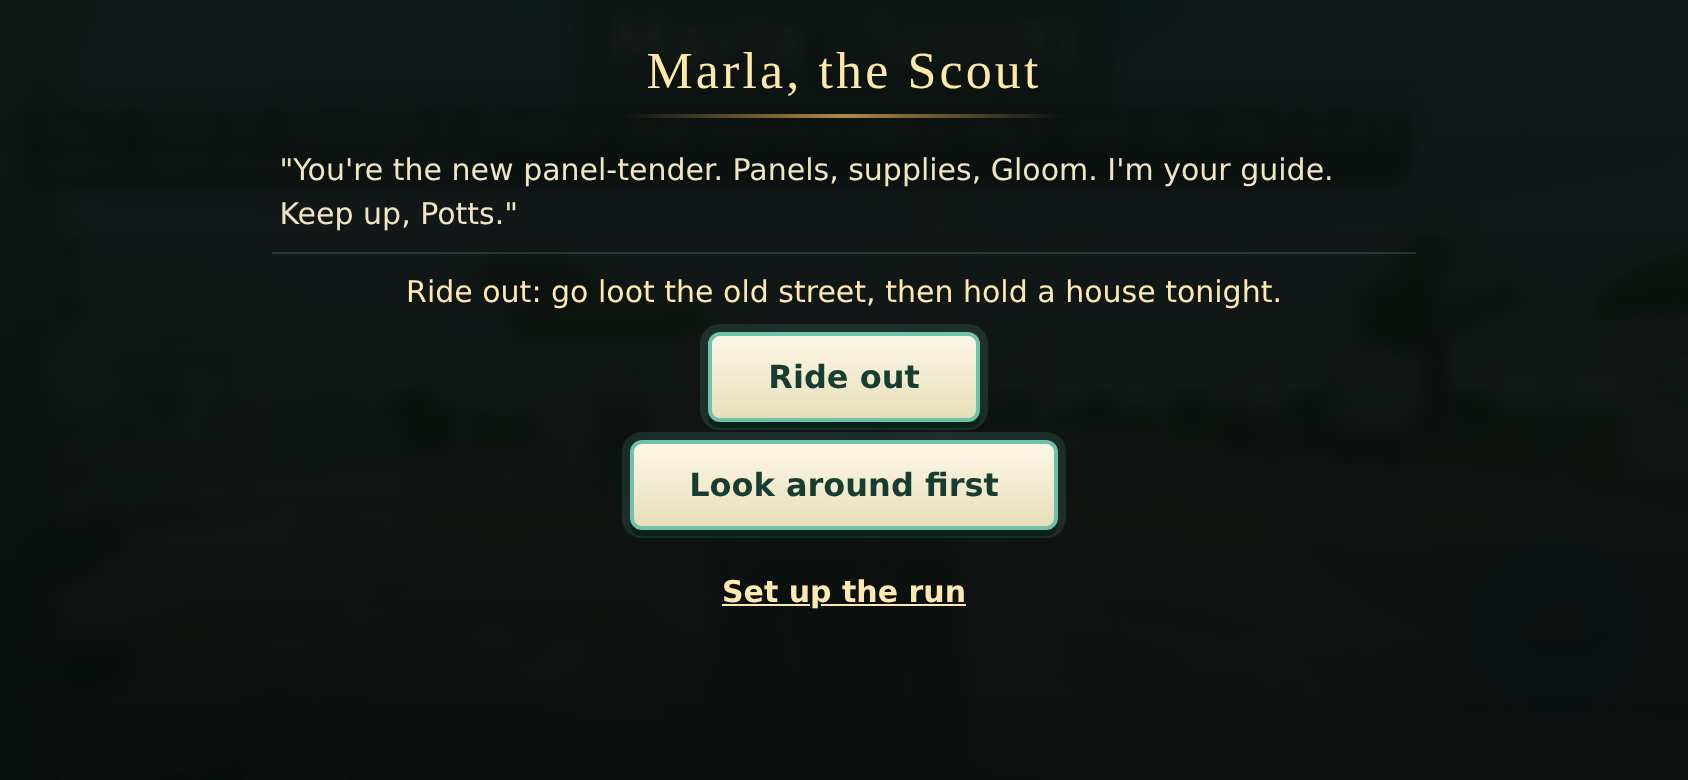 Marla, the Scout
"You're the new panel-tender. Panels, supplies, Gloom. I'm your guide.
Keep up, Potts."
Ride out: go loot the old street, then hold a house tonight.
Ride out
Look around first
Set up the run